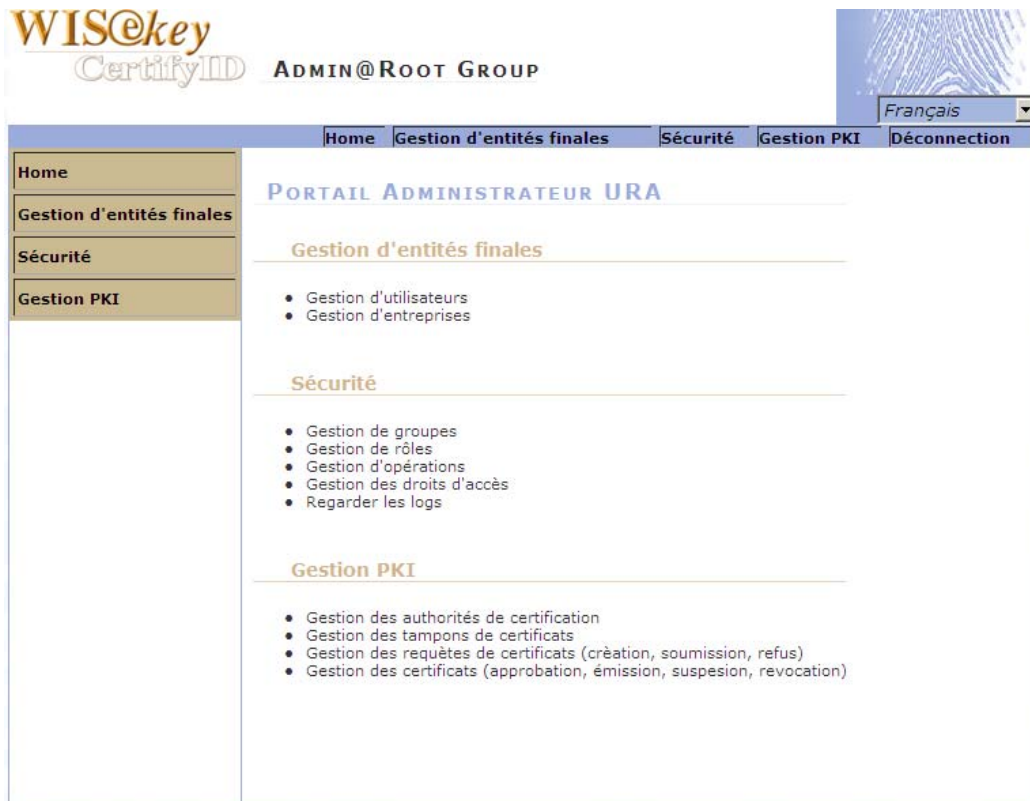 WIS@key
CertifyID
ADMIN@ROOT GROUP
Français
Home Gestion d'entités finales Sécurité Gestion PKI Déconnection
Home
Gestion d'entités finales
Sécurité
Gestion PKI
PORTAIL ADMINISTRATEUR URA
Gestion d'entités finales
• Gestion d'utilisateurs
• Gestion d'entreprises
Sécurité
• Gestion de groupes
• Gestion de rôles
• Gestion d'opérations
• Gestion des droits d'accès
• Regarder les logs
Gestion PKI
• Gestion des authorités de certification
• Gestion des tampons de certificats
• Gestion des requètes de certificats (crèation, soumission, refus)
• Gestion des certificats (approbation, émission, suspesion, revocation)